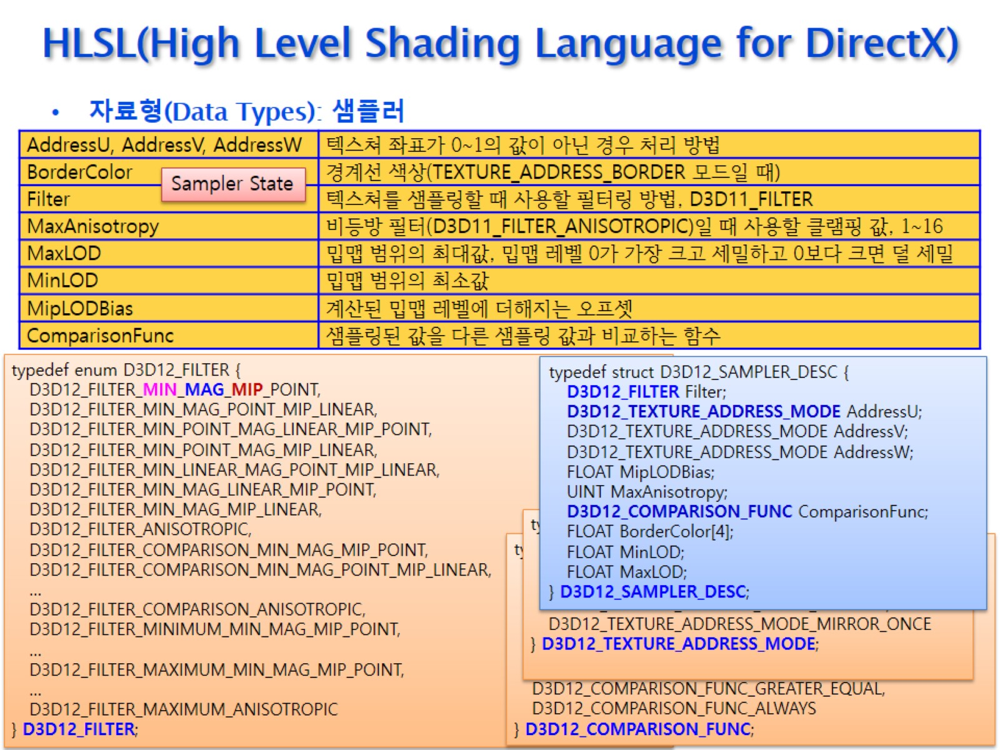 HLSL(High Level Shading Language for DirectX)
• 자료형(Data Types): 샘플러
AddressU, AddressV, AddressW 텍스쳐 좌표가 0~1의 값이 아닌 경우 처리 방법
BorderColor 경계선 색상(TEXTURE_ADDRESS_BORDER 모드일 때)
Sampler State
Filter 텍스쳐를 샘플링할 때 사용할 필터링 방법, D3D11_FILTER
MaxAnisotropy 비등방 필터(D3D11_FILTER_ANISOTROPIC)일 때 사용할 클램핑 값, 1~16
MaxLOD 밉맵 범위의 최대값, 밉맵 레벨 0가 가장 크고 세밀하고 0보다 크면 덜 세밀
MinLOD 밉맵 범위의 최소값
MipLODBias 계산된 밉맵 레벨에 더해지는 오프셋
ComparisonFunc 샘플링된 값을 다른 샘플링 값과 비교하는 함수
typedef enum D3D12_FILTER {
D3D12_FILTER_MIN_MAG_MIP_POINT,
D3D12_FILTER_MIN_MAG_POINT_MIP_LINEAR,
D3D12_FILTER_MIN_POINT_MAG_LINEAR_MIP_POINT,
D3D12_FILTER_MIN_POINT_MAG_MIP_LINEAR,
D3D12_FILTER_MIN_LINEAR_MAG_POINT_MIP_LINEAR,
D3D12_FILTER_MIN_MAG_LINEAR_MIP_POINT,
D3D12_FILTER_MIN_MAG_MIP_LINEAR,
D3D12_FILTER_ANISOTROPIC,
D3D12_FILTER_COMPARISON_MIN_MAG_MIP_POINT,
D3D12_FILTER_COMPARISON_MIN_MAG_POINT_MIP_LINEAR,
...
D3D12_FILTER_COMPARISON_ANISOTROPIC,
D3D12_FILTER_MINIMUM_MIN_MAG_MIP_POINT,
...
D3D12_FILTER_MAXIMUM_MIN_MAG_MIP_POINT,
...
D3D12_FILTER_MAXIMUM_ANISOTROPIC
} D3D12_FILTER;
typedef struct D3D12_SAMPLER_DESC {
D3D12_FILTER Filter;
D3D12_TEXTURE_ADDRESS_MODE AddressU;
D3D12_TEXTURE_ADDRESS_MODE AddressV;
D3D12_TEXTURE_ADDRESS_MODE AddressW;
FLOAT MipLODBias;
UINT MaxAnisotropy;
D3D12_COMPARISON_FUNC ComparisonFunc;
FLOAT BorderColor[4];
FLOAT MinLOD;
FLOAT MaxLOD;
} D3D12_SAMPLER_DESC;
D3D12_TEXTURE_ADDRESS_MODE_MIRROR_ONCE
} D3D12_TEXTURE_ADDRESS_MODE;
D3D12_COMPARISON_FUNC_GREATER_EQUAL,
D3D12_COMPARISON_FUNC_ALWAYS
} D3D12_COMPARISON_FUNC;